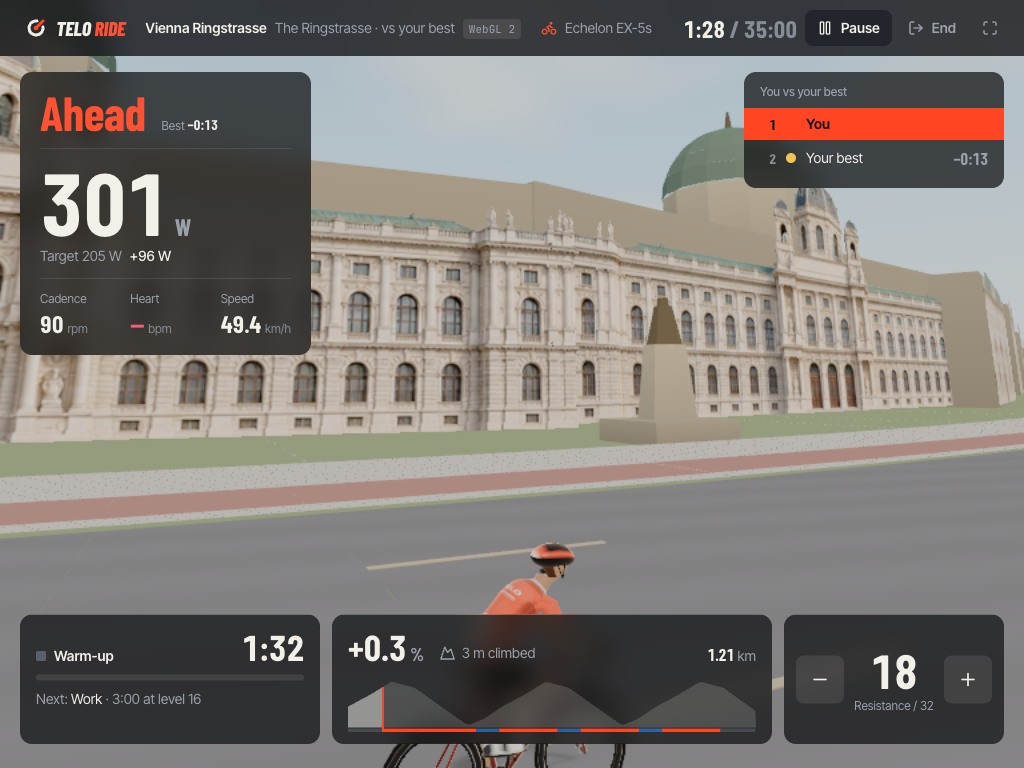 TELO RIDE Vienna Ringstrasse The Ringstrasse · vs your best WebGL 2 Echelon EX-5s 1:28 / 35:00 Pause End
Ahead Best −0:13
301 W
Target 205 W +96 W
Cadence Heart Speed
90 rpm – bpm 49.4 km/h
You vs your best
1 You
2 Your best −0:13
Warm-up 1:32
Next: Work · 3:00 at level 16
+0.3 % 3 m climbed 1.21 km
− 18 +
Resistance / 32